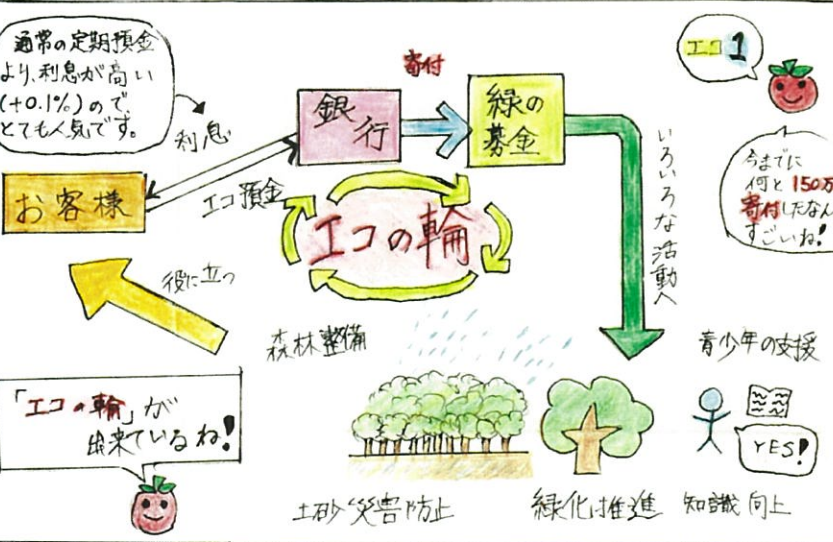 通常の定期預金
より、利息が高い
(+0.1%)ので、
とても人気です。
利息
お客様
エコ預金
銀行
寄付
緑の
募金
エコ1
いろいろな活動へ
今までに
何と150万
寄付したなん
すごいね!
エコの輪
役に立つ
「エコの輪」が
出来ているね!
森林整備
土砂災害防止
緑化推進
青少年の支援
YES!
知識向上